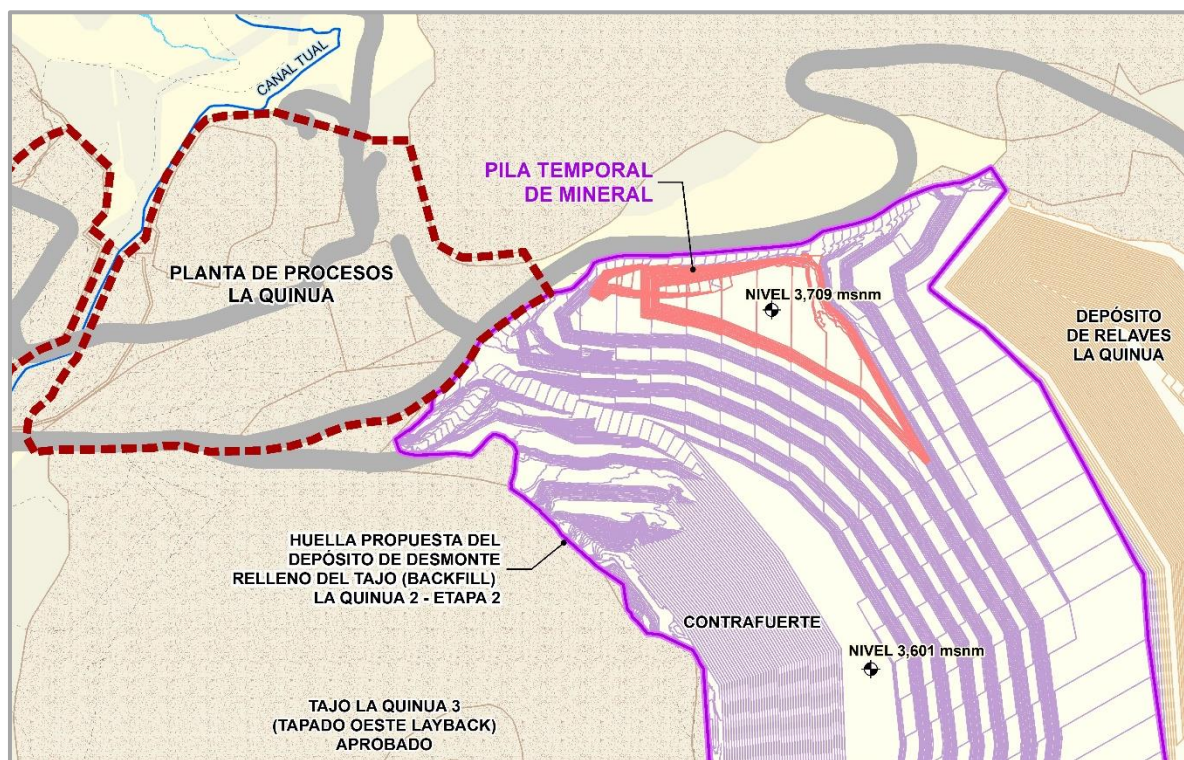 CANAL TUAL
PILA TEMPORAL
DE MINERAL
PLANTA DE PROCESOS
LA QUINUA
NIVEL 3,709 msnm
DEPÓSITO
DE RELAVES
LA QUINUA
HUELLA PROPUESTA DEL
DEPÓSITO DE DESMONTE
RELLENO DEL TAJO (BACKFILL)
LA QUINUA 2 - ETAPA 2
CONTRAFUERTE
NIVEL 3,601 msnm
TAJO LA QUINUA 3
(TAPADO OESTE LAYBACK)
APROBADO